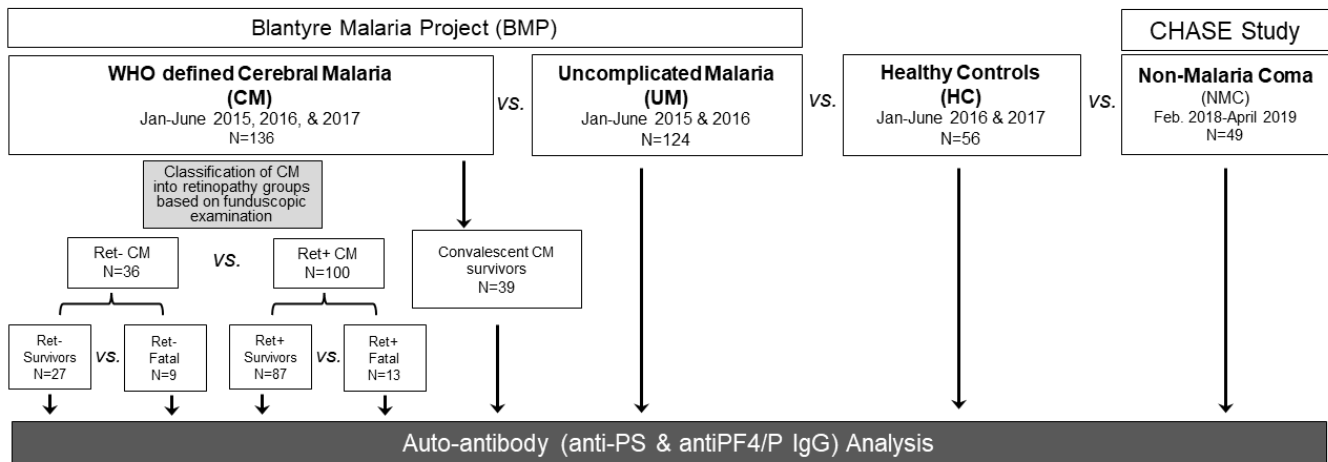 Blantyre Malaria Project (BMP)
CHASE Study
WHO defined Cerebral Malaria
(CM)
Jan-June 2015, 2016, & 2017
N=136
vs.
Uncomplicated Malaria
(UM)
Jan-June 2015 & 2016
N=124
vs.
Healthy Controls
(HC)
Jan-June 2016 & 2017
N=56
vs.
Non-Malaria Coma
(NMC)
Feb. 2018-April 2019
N=49
Classification of CM
into retinopathy groups
based on funduscopic
examination
Ret- CM
N=36
vs.
Ret+ CM
N=100
Convalescent CM
survivors
N=39
Ret-
Survivors
N=27
vs.
Ret-
Fatal
N=9
Ret+
Survivors
N=87
vs.
Ret+
Fatal
N=13
Auto-antibody (anti-PS & antiPF4/P IgG) Analysis